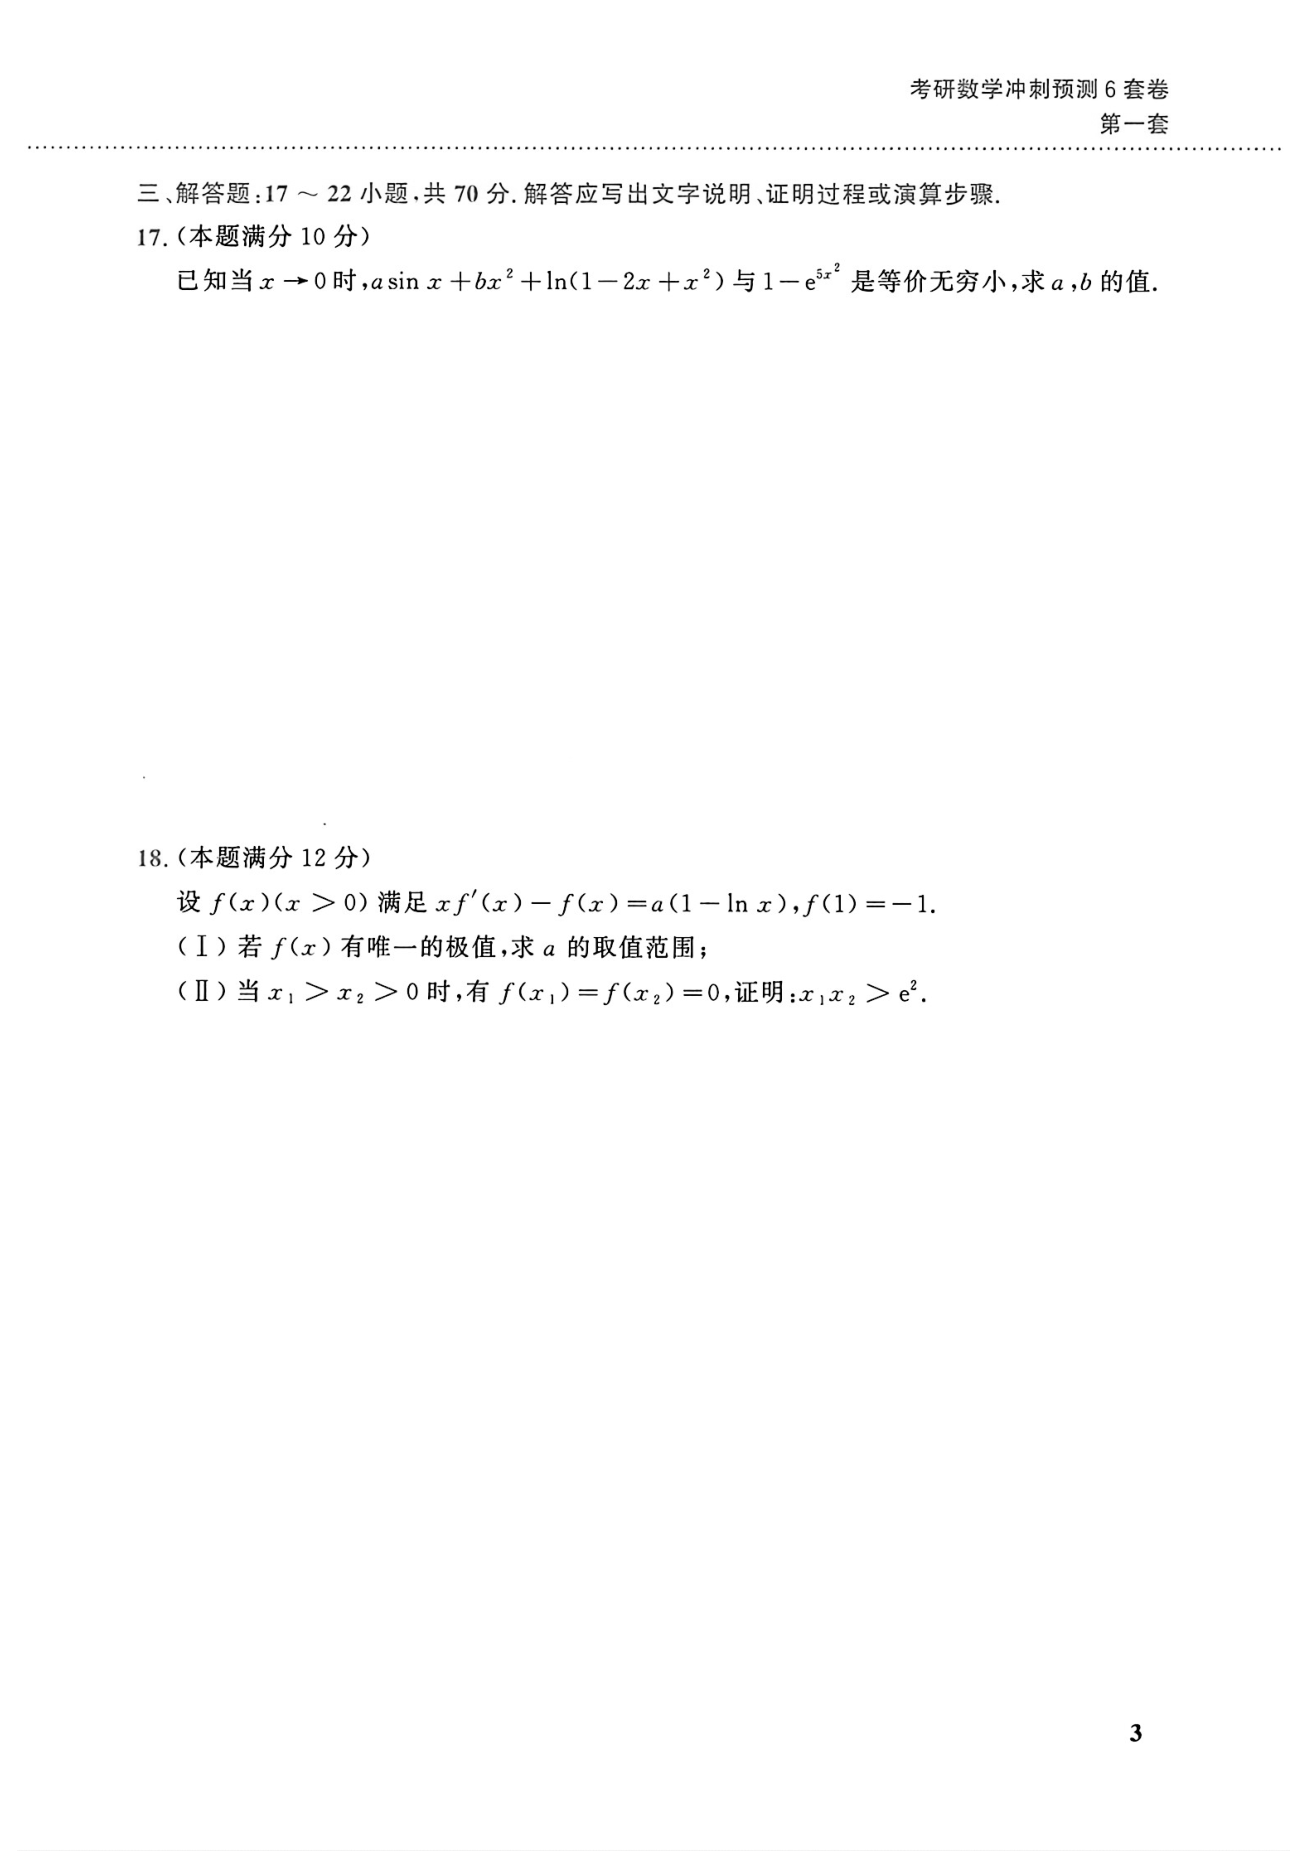 考研数学冲刺预测 6 套卷
第一套
三、解答题:17 ～ 22 小题,共 70 分.解答应写出文字说明、证明过程或演算步骤.
17.(本题满分 10 分)
已知当 x → 0 时,a sin x + bx² + ln(1 − 2x + x²) 与 1 − e^{5x²} 是等价无穷小,求 a,b 的值.
18.(本题满分 12 分)
设 f(x)(x > 0) 满足 xf′(x) − f(x) = a(1 − ln x),f(1) = −1.
(Ⅰ) 若 f(x) 有唯一的极值,求 a 的取值范围;
(Ⅱ) 当 x₁ > x₂ > 0 时,有 f(x₁) = f(x₂) = 0,证明:x₁x₂ > e².
3